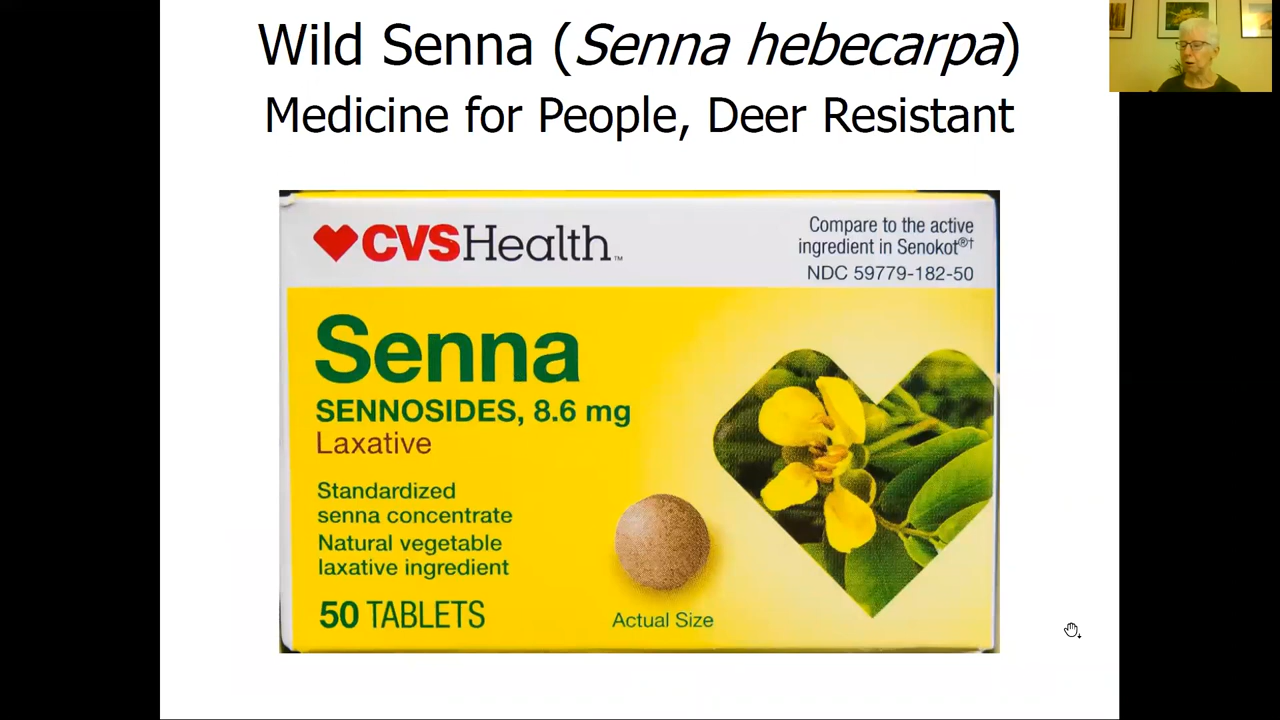 Wild Senna (Senna hebecarpa)
Medicine for People, Deer Resistant
CVSHealth™
Compare to the active
ingredient in Senokot®†
NDC 59779-182-50
Senna
SENNOSIDES, 8.6 mg
Laxative
Standardized
senna concentrate
Natural vegetable
laxative ingredient
50 TABLETS
Actual Size